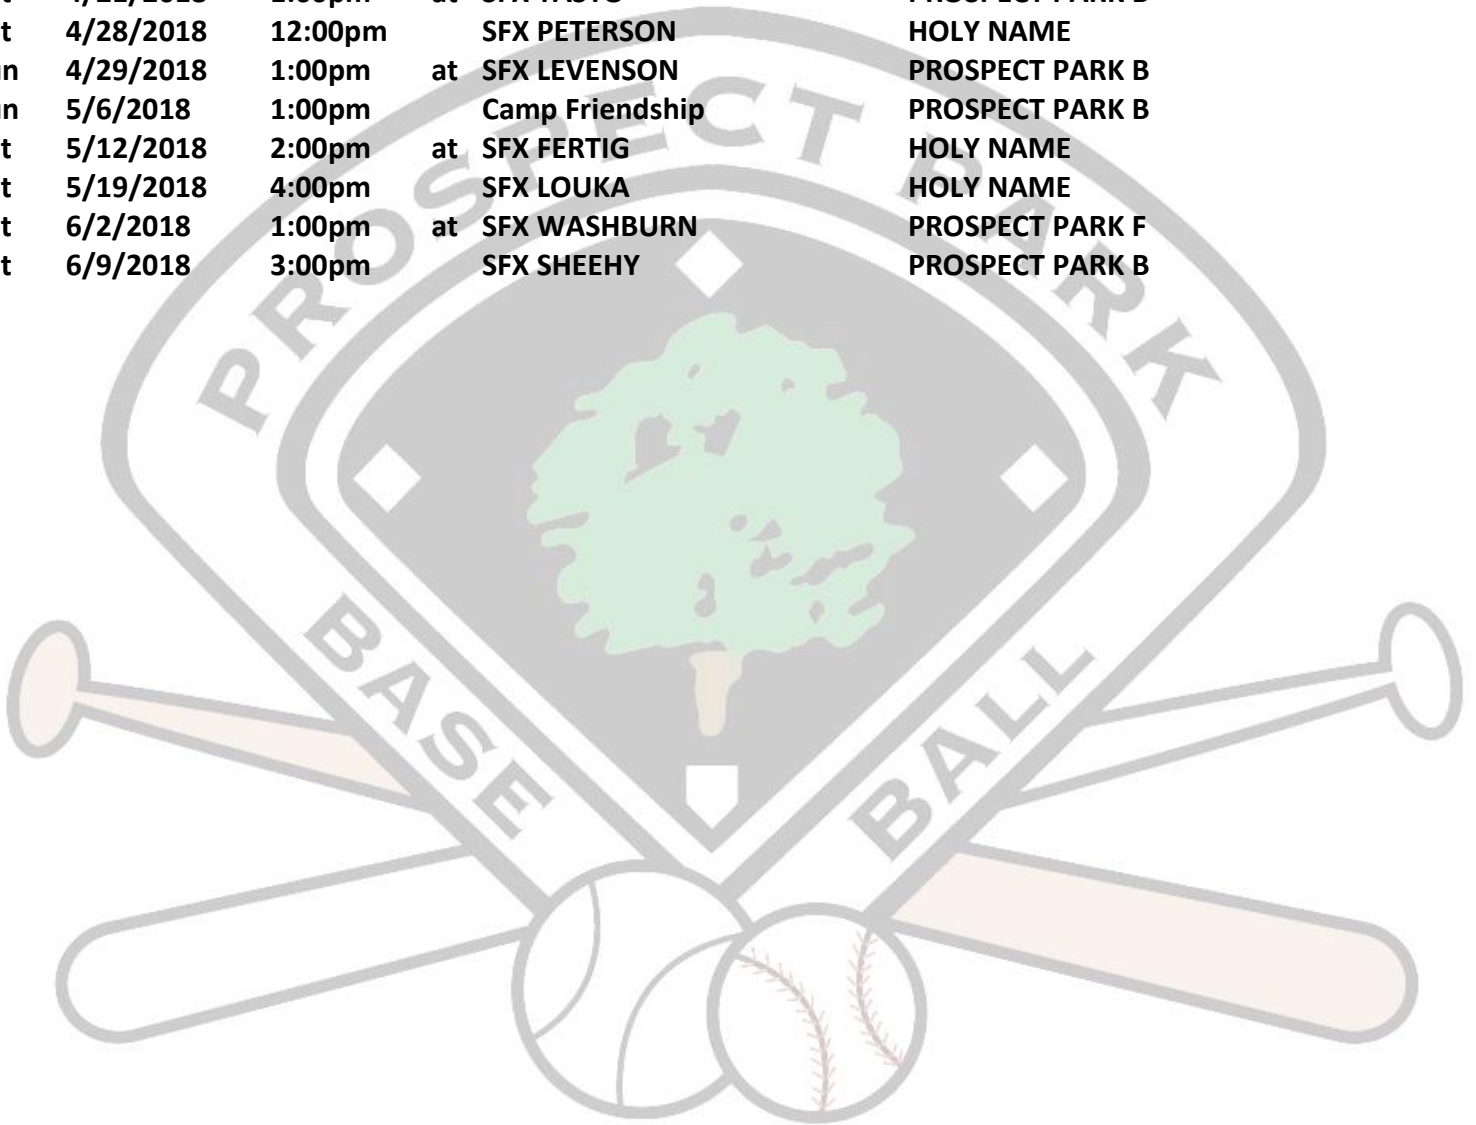 t 4/28/2018 12:00pm SFX PETERSON HOLY NAME
n 4/29/2018 1:00pm at SFX LEVENSON PROSPECT PARK B
n 5/6/2018 1:00pm Camp Friendship PROSPECT PARK B
t 5/12/2018 2:00pm at SFX FERTIG HOLY NAME
t 5/19/2018 4:00pm SFX LOUKA HOLY NAME
t 6/2/2018 1:00pm at SFX WASHBURN PROSPECT PARK F
t 6/9/2018 3:00pm SFX SHEEHY PROSPECT PARK B
PROSPECT PARK
BASE BALL